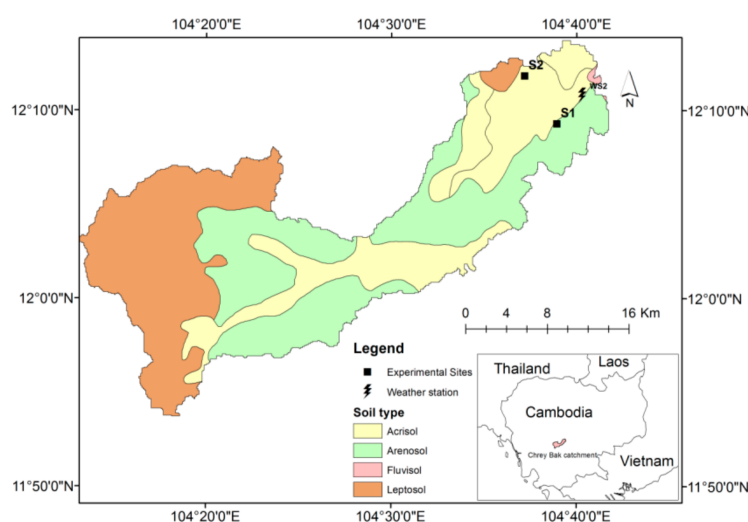 104°20'0"E 104°30'0"E 104°40'0"E
S2
WS2
12°10'0"N 12°10'0"N
N
S1
12°0'0"N 12°0'0"N
0 4 8 12 16 Km
Legend
Experimental Sites
Weather station
Soil type
Acrisol
Arenosol
Fluvisol
Leptosol
Thailand Laos
Cambodia
Chrey Bak catchment
Vietnam
11°50'0"N 11°50'0"N
104°20'0"E 104°30'0"E 104°40'0"E